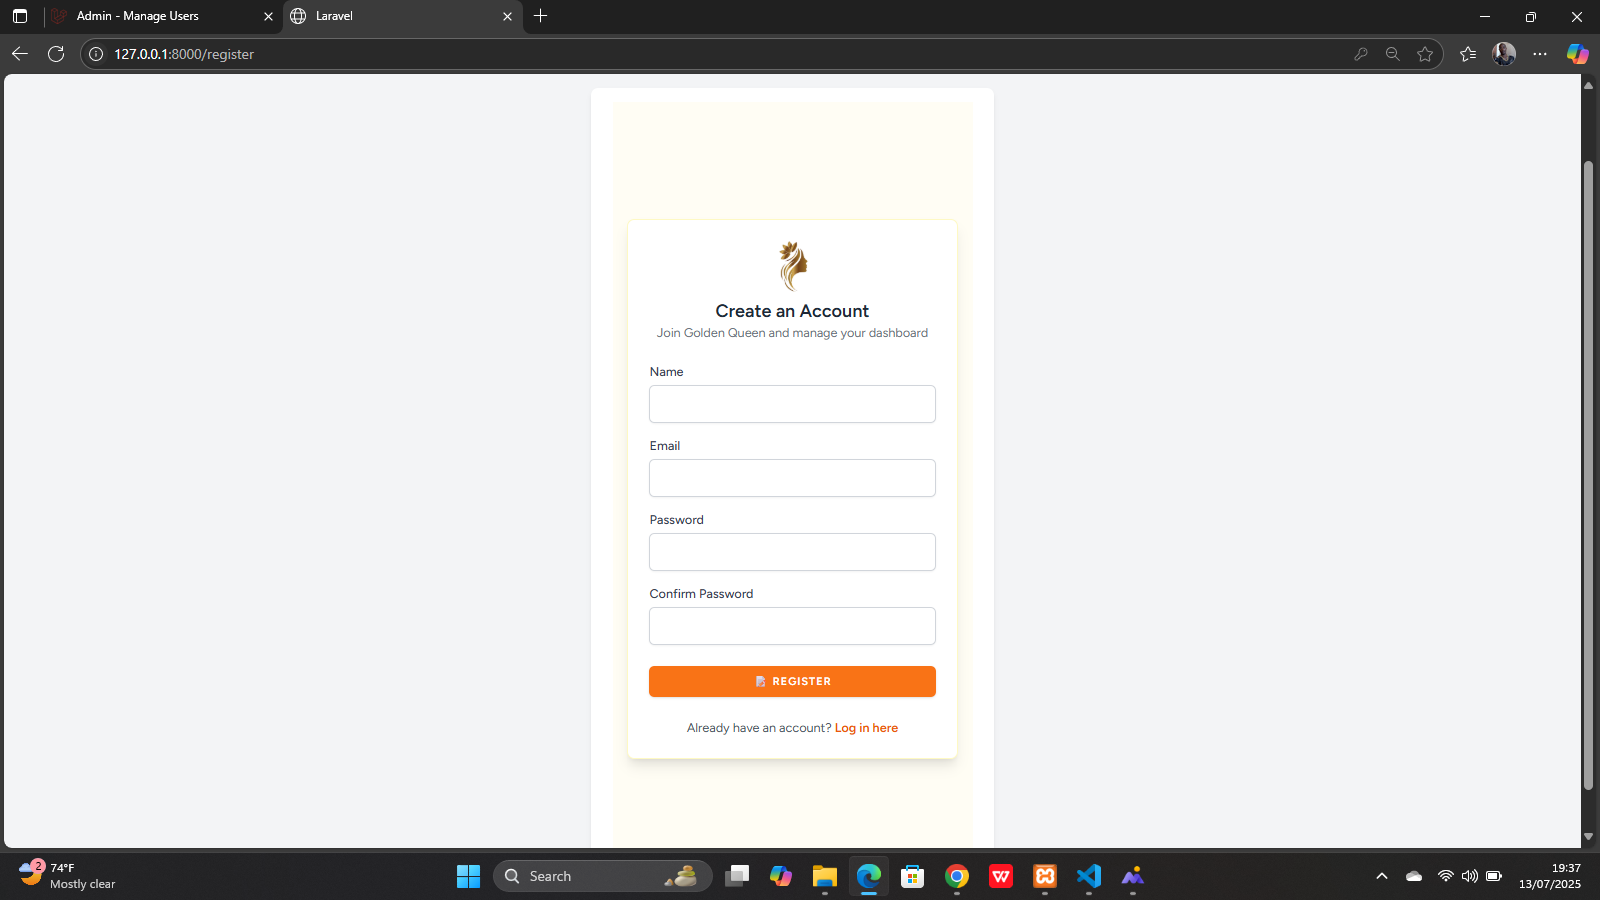 Admin - Manage Users
Laravel
127.0.0.1:8000/register
Create an Account
Join Golden Queen and manage your dashboard
Name
Email
Password
Confirm Password
REGISTER
Already have an account? Log in here
2
74°F
Mostly clear
Search
W
19:37
13/07/2025